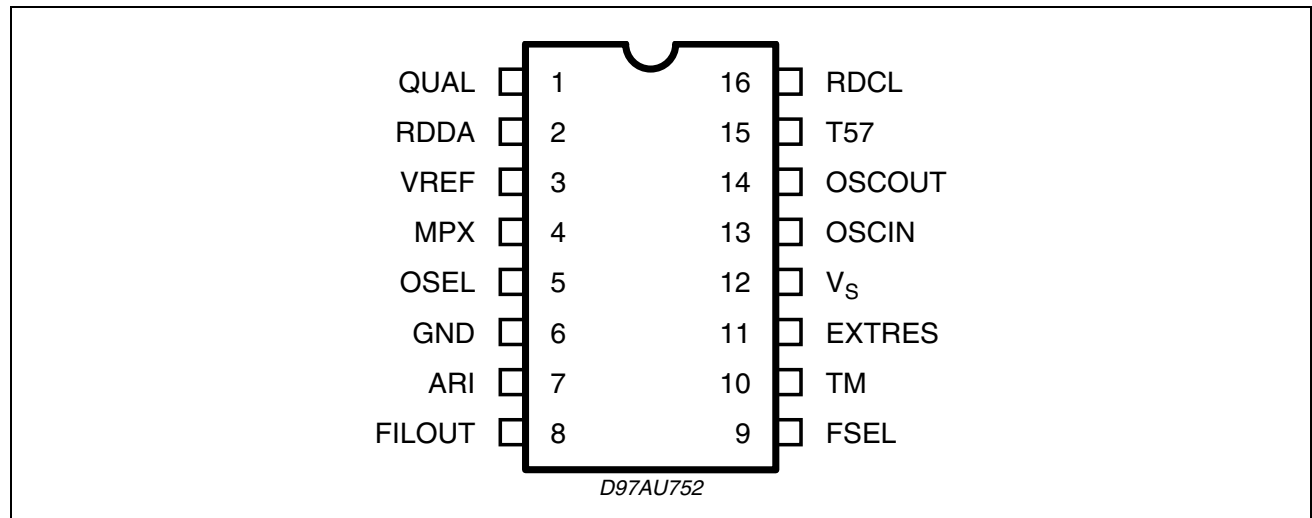 QUAL 1 16 RDCL
RDDA 2 15 T57
VREF 3 14 OSCOUT
MPX 4 13 OSCIN
OSEL 5 12 VS
GND 6 11 EXTRES
ARI 7 10 TM
FILOUT 8 9 FSEL
D97AU752